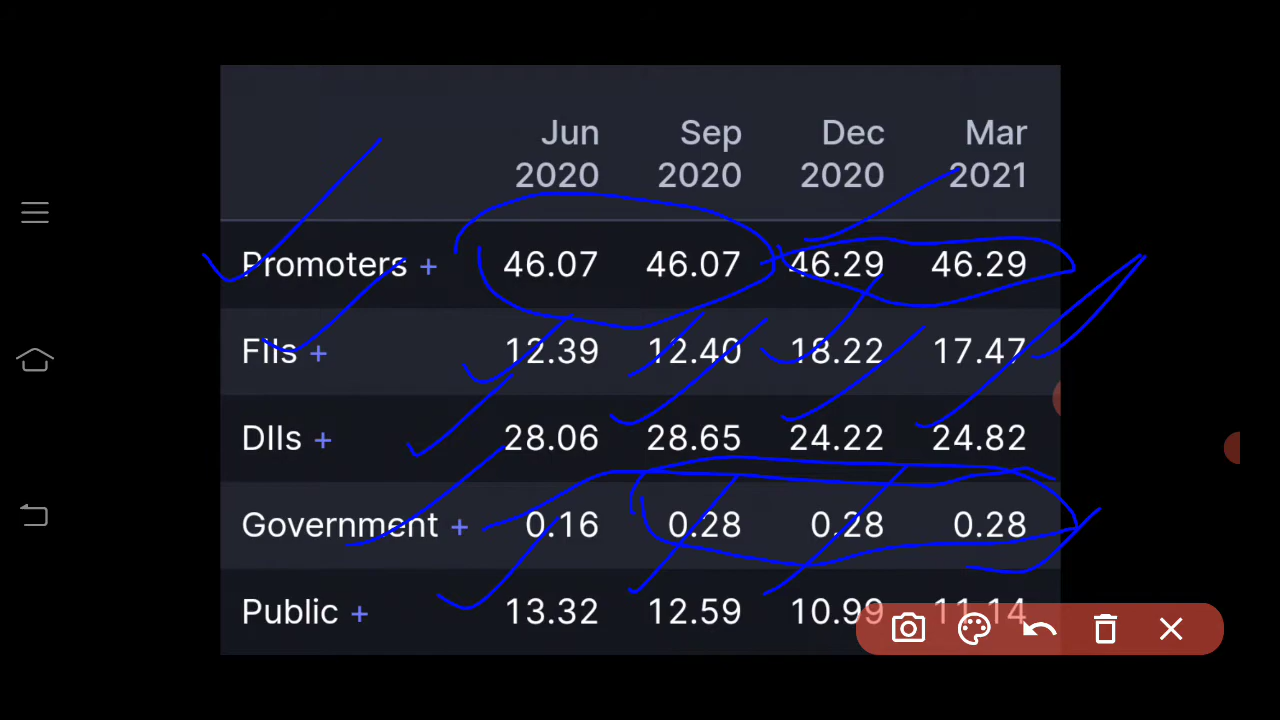 Jun Sep Dec Mar
2020 2020 2020 2021
Promoters + 46.07 46.07 46.29 46.29
FIIs + 12.39 12.40 18.22 17.47
DIIs + 28.06 28.65 24.22 24.82
Government + 0.16 0.28 0.28 0.28
Public + 13.32 12.59 10.99 11.14